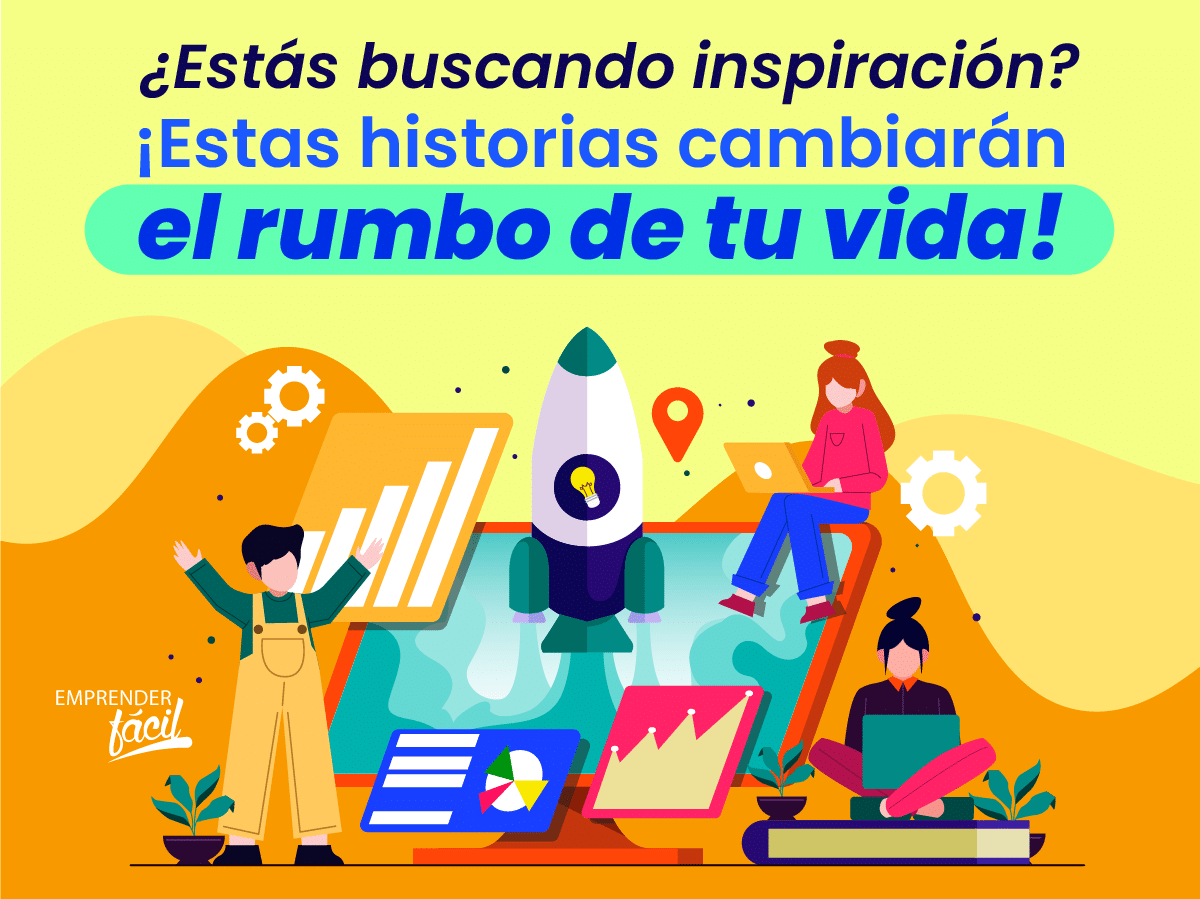 ¿Estás buscando inspiración?
¡Estas historias cambiarán
el rumbo de tu vida!
EMPRENDER
fácil